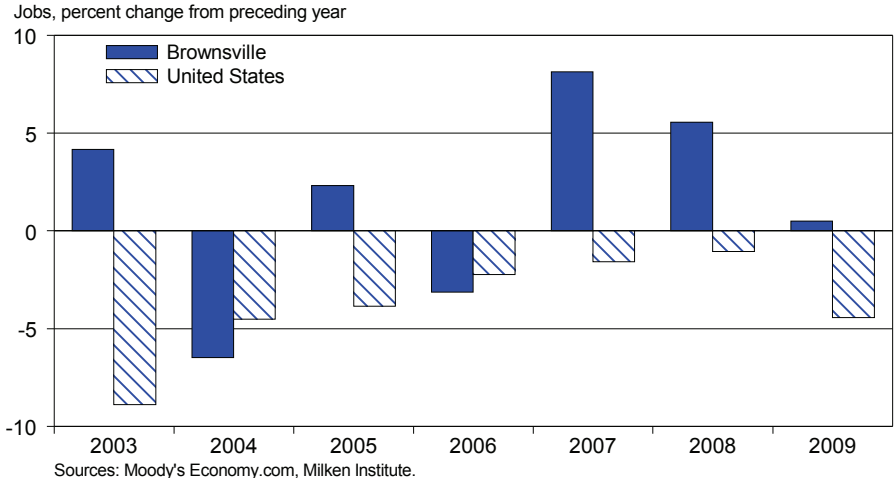 Jobs, percent change from preceding year
10
Brownsville
United States
5
0
-5
-10
2003 2004 2005 2006 2007 2008 2009
Sources: Moody's Economy.com, Milken Institute.